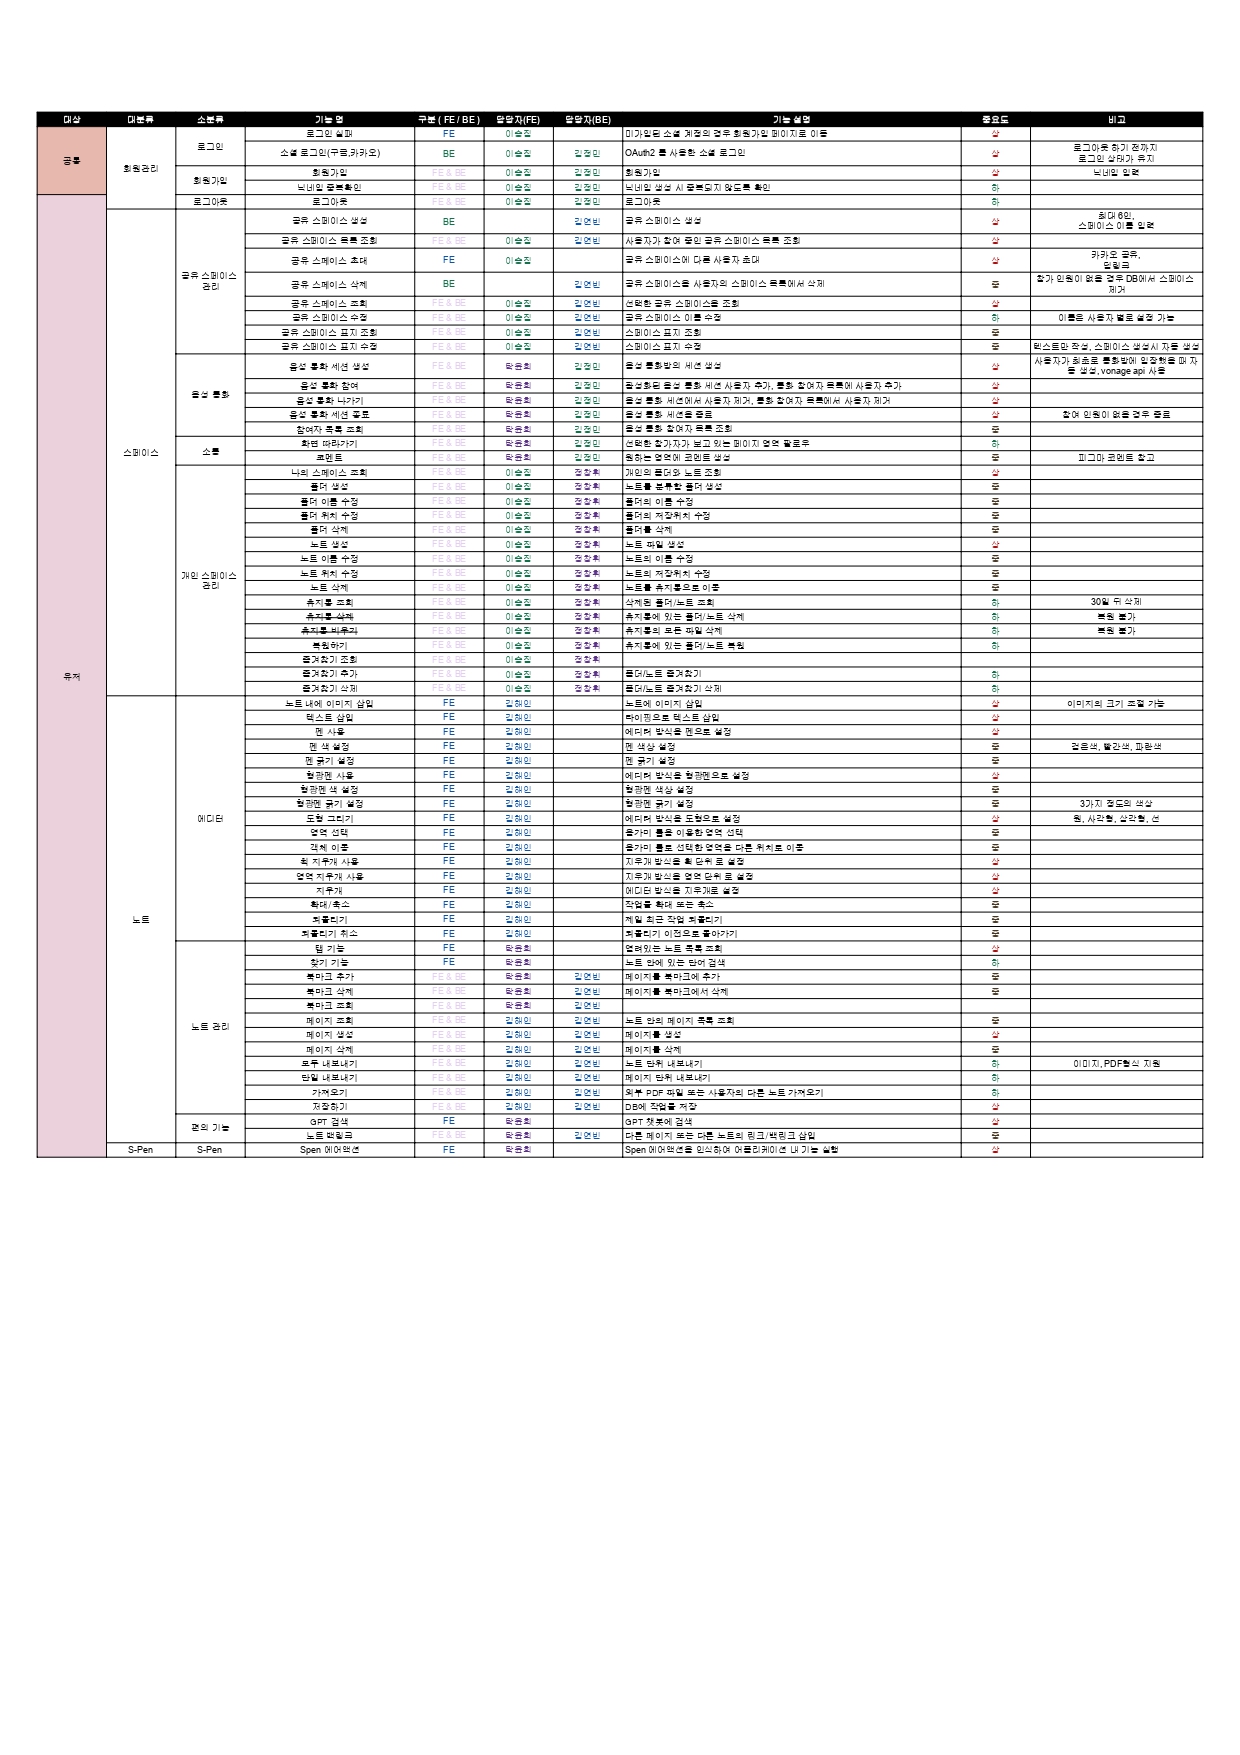 대상 대분류 소분류 기능 명 구분 ( FE / BE ) 담당자(FE) 담당자(BE) 기능 설명 중요도 비고
공통 회원관리 로그인 로그인 실패 FE 이승집 미가입된 소셜 계정의 경우 회원가입 페이지로 이동 상
소셜 로그인(구글,카카오) BE 이승집 김정민 OAuth2 를 사용한 소셜 로그인 상 로그아웃 하기 전까지
로그인 상태가 유지
회원가입 회원가입 FE & BE 이승집 김정민 회원가입 상 닉네임 입력
닉네임 중복확인 FE & BE 이승집 김정민 닉네임 생성 시 중복되지 않도록 확인 하
유저 로그아웃 로그아웃 FE & BE 이승집 김정민 로그아웃 하
스페이스 공유 스페이스 관리 공유 스페이스 생성 BE 김연빈 공유 스페이스 생성 상 최대 6인,
스페이스 이름 입력
공유 스페이스 목록 조회 FE & BE 이승집 김연빈 사용자가 참여 중인 공유 스페이스 목록 조회 상
공유 스페이스 초대 FE 이승집 공유 스페이스에 다른 사용자 초대 상 카카오 공유,
딥링크
공유 스페이스 삭제 BE 김연빈 공유 스페이스을 사용자의 스페이스 목록에서 삭제 중 참가 인원이 없을 경우 DB에서 스페이스
제거
공유 스페이스 조회 FE & BE 이승집 김연빈 선택한 공유 스페이스을 조회 상
공유 스페이스 수정 FE & BE 이승집 김연빈 공유 스페이스 이름 수정 하 이름은 사용자 별로 설정 가능
공유 스페이스 표지 조회 FE & BE 이승집 김연빈 스페이스 표지 조회 중
공유 스페이스 표지 수정 FE & BE 이승집 김연빈 스페이스 표지 수정 중 텍스트만 작성, 스페이스 생성시 자동 생성
음성 통화 음성 통화 세션 생성 FE & BE 탁윤희 김정민 음성 통화방의 세션 생성 상 사용자가 최초로 통화방에 입장했을 때 자
동 생성, vonage api 사용
음성 통화 참여 FE & BE 탁윤희 김정민 활성화된 음성 통화 세션 사용자 추가, 통화 참여자 목록에 사용자 추가 상
음성 통화 나가기 FE & BE 탁윤희 김정민 음성 통화 세션에서 사용자 제거, 통화 참여자 목록에서 사용자 제거 상
음성 통화 세션 종료 FE & BE 탁윤희 김정민 음성 통화 세션을 종료 상 참여 인원이 없을 경우 종료
참여자 목록 조회 FE & BE 탁윤희 김정민 음성 통화 참여자 목록 조회 중
소통 화면 따라가기 FE & BE 탁윤희 김정민 선택한 참가자가 보고 있는 페이지 영역 팔로우 하
코멘트 FE & BE 탁윤희 김정민 원하는 영역에 코멘트 생성 중 피그마 코멘트 참고
개인 스페이스 관리 나의 스페이스 조회 FE & BE 이승집 정창휘 개인의 폴더와 노트 조회 상
폴더 생성 FE & BE 이승집 정창휘 노트를 분류할 폴더 생성 중
폴더 이름 수정 FE & BE 이승집 정창휘 폴더의 이름 수정 중
폴더 위치 수정 FE & BE 이승집 정창휘 폴더의 저장위치 수정 중
폴더 삭제 FE & BE 이승집 정창휘 폴더를 삭제 중
노트 생성 FE & BE 이승집 정창휘 노트 파일 생성 상
노트 이름 수정 FE & BE 이승집 정창휘 노트의 이름 수정 중
노트 위치 수정 FE & BE 이승집 정창휘 노트의 저장위치 수정 중
노트 삭제 FE & BE 이승집 정창휘 노트를 휴지통으로 이동 중
휴지통 조회 FE & BE 이승집 정창휘 삭제된 폴더/노트 조회 하 30일 뒤 삭제
휴지통 삭제 FE & BE 이승집 정창휘 휴지통에 있는 폴더/노트 삭제 하 복원 불가
휴지통 비우기 FE & BE 이승집 정창휘 휴지통의 모든 파일 삭제 하 복원 불가
복원하기 FE & BE 이승집 정창휘 휴지통에 있는 폴더/노트 복원 하
즐겨찾기 조회 FE & BE 이승집 정창휘
즐겨찾기 추가 FE & BE 이승집 정창휘 폴더/노트 즐겨찾기 하
즐겨찾기 삭제 FE & BE 이승집 정창휘 폴더/노트 즐겨찾기 삭제 하
노트 에디터 노트 내에 이미지 삽입 FE 김해인 노트에 이미지 삽입 상 이미지의 크기 조절 가능
텍스트 삽입 FE 김해인 타이핑으로 텍스트 삽입 상
펜 사용 FE 김해인 에디터 방식을 펜으로 설정 상
펜 색 설정 FE 김해인 펜 색상 설정 중 검은색, 빨간색, 파란색
펜 굵기 설정 FE 김해인 펜 굵기 설정 중
형광펜 사용 FE 김해인 에디터 방식을 형광펜으로 설정 상
형광펜 색 설정 FE 김해인 형광펜 색상 설정 중
형광펜 굵기 설정 FE 김해인 형광펜 굵기 설정 중 3가지 정도의 색상
도형 그리기 FE 김해인 에디터 방식을 도형으로 설정 상 원, 사각형, 삼각형, 선
영역 선택 FE 김해인 올가미 툴을 이용한 영역 선택 중
객체 이동 FE 김해인 올가미 툴로 선택한 영역을 다른 위치로 이동 중
획 지우개 사용 FE 김해인 지우개 방식을 획 단위 로 설정 상
영역 지우개 사용 FE 김해인 지우개 방식을 영역 단위 로 설정 상
지우개 FE 김해인 에디터 방식을 지우개로 설정 상
확대/축소 FE 김해인 작업물 확대 또는 축소 중
되돌리기 FE 김해인 제일 최근 작업 되돌리기 중
되돌리기 취소 FE 김해인 되돌리기 이전으로 돌아가기 중
노트 관리 탭 기능 FE 탁윤희 열려있는 노트 목록 조회 상
찾기 기능 FE 탁윤희 노트 안에 있는 단어 검색 하
북마크 추가 FE & BE 탁윤희 김연빈 페이지를 북마크에 추가 중
북마크 삭제 FE & BE 탁윤희 김연빈 페이지를 북마크에서 삭제 중
북마크 조회 FE & BE 탁윤희 김연빈
페이지 조회 FE & BE 김해인 김연빈 노트 안의 페이지 목록 조회 중
페이지 생성 FE & BE 김해인 김연빈 페이지를 생성 상
페이지 삭제 FE & BE 김해인 김연빈 페이지를 삭제 중
모두 내보내기 FE & BE 김해인 김연빈 노트 단위 내보내기 하 이미지, PDF형식 지원
단일 내보내기 FE & BE 김해인 김연빈 페이지 단위 내보내기 하
가져오기 FE & BE 김해인 김연빈 외부 PDF 파일 또는 사용자의 다른 노트 가져오기 하
저장하기 FE & BE 김해인 김연빈 DB에 작업물 저장 상
편의 기능 GPT 검색 FE 탁윤희 GPT 챗봇에 검색 상
노트 백링크 FE & BE 탁윤희 김연빈 다른 페이지 또는 다른 노트의 링크/백링크 삽입 중
S-Pen S-Pen Spen 에어액션 FE 탁윤희 Spen 에어액션을 인식하여 어플리케이션 내 기능 실행 상